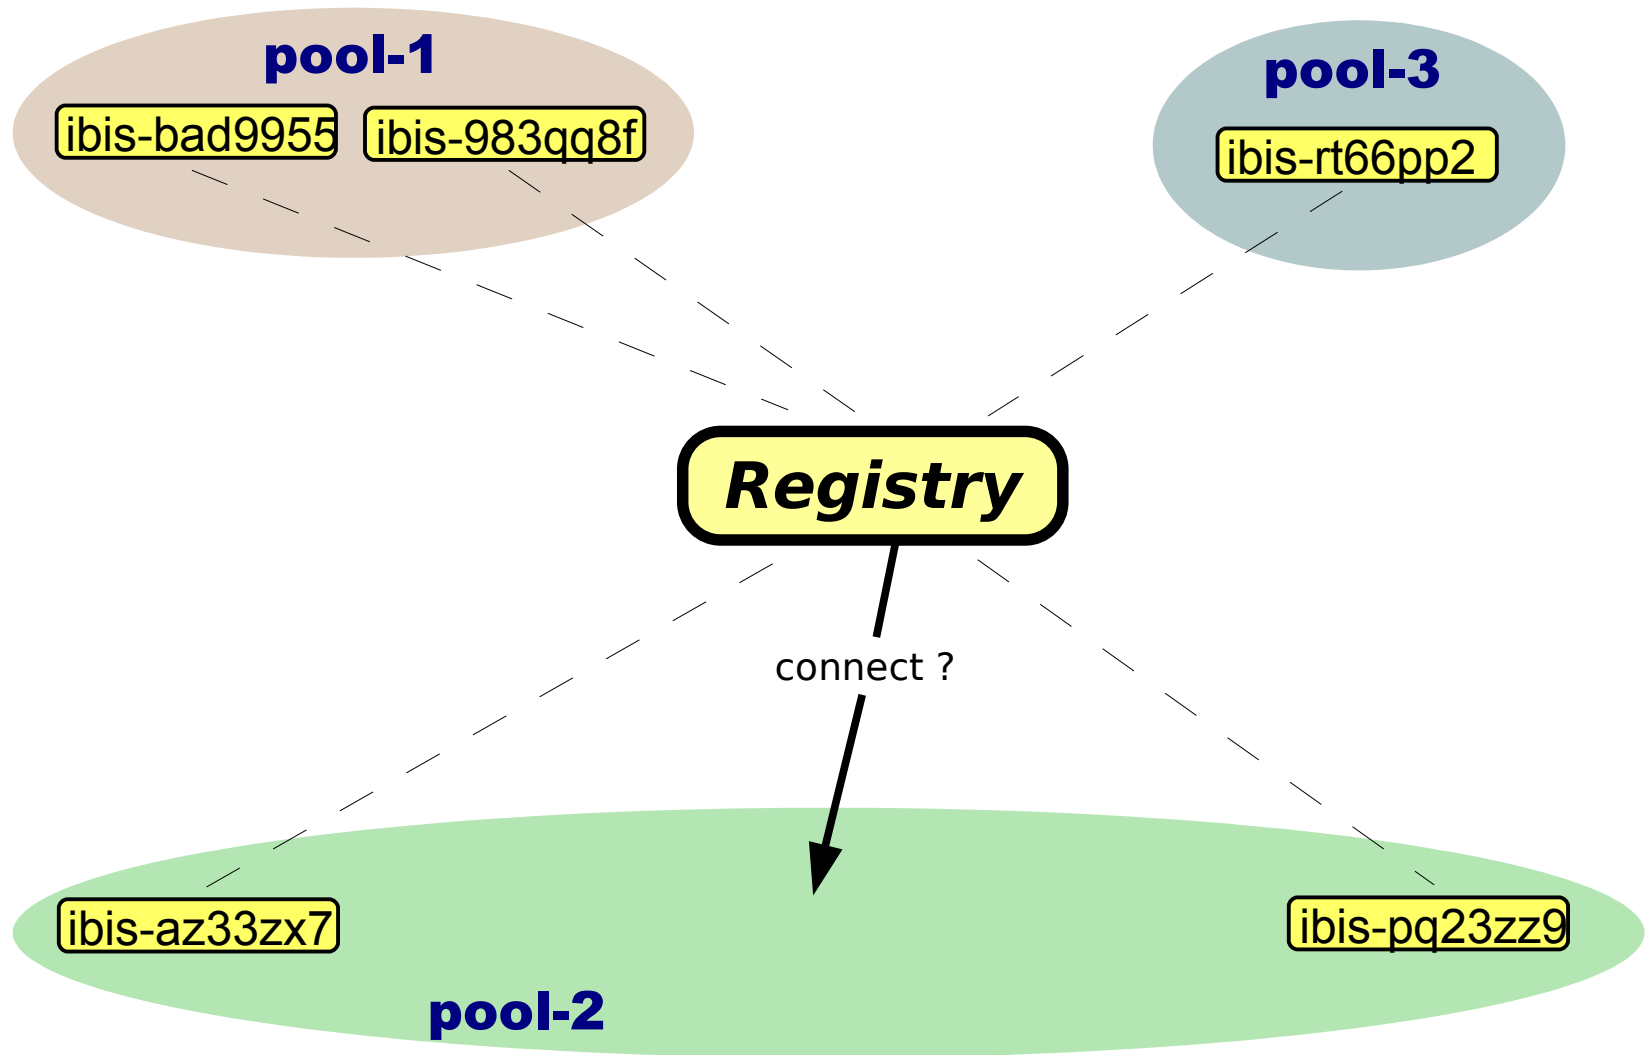 pool-1
ibis-bad9955
ibis-983qq8f
pool-3
ibis-rt66pp2
Registry
connect ?
ibis-az33zx7
ibis-pq23zz9
pool-2